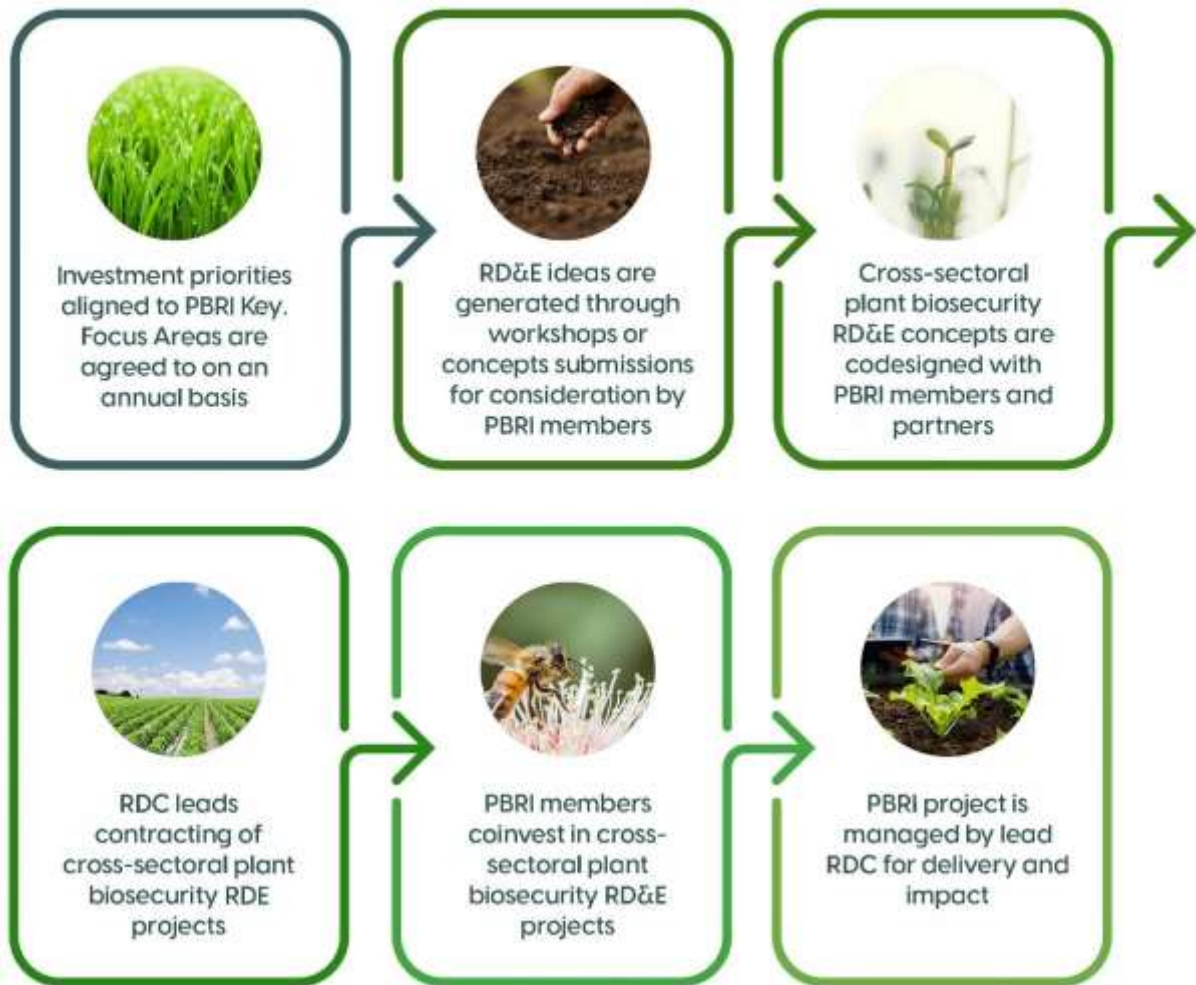 Investment priorities
aligned to PBRI Key.
Focus Areas are
agreed to on an
annual basis
RD&E ideas are
generated through
workshops or
concepts submissions
for consideration by
PBRI members
Cross-sectoral
plant biosecurity
RD&E concepts are
codesigned with
PBRI members and
partners
RDC leads
contracting of
cross-sectoral plant
biosecurity RDE
projects
PBRI members
coinvest in cross-
sectoral plant
biosecurity RD&E
projects
PBRI project is
managed by lead
RDC for delivery and
impact